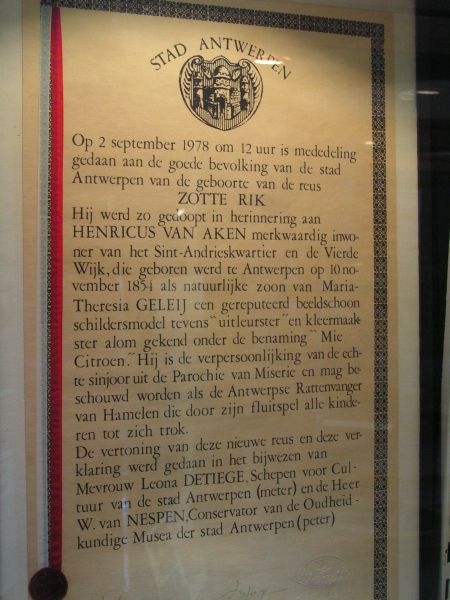 STAD ANTWERPEN
Op 2 september 1978 om 12 uur is mededeling
gedaan aan de goede bevolking van de stad
Antwerpen van de geboorte van de reus
ZOTTE RIK
Hij werd zo gedoopt in herinnering aan
HENRICUS VAN AKEN merkwaardig inwo-
ner van het Sint-Andrieskwartier en de Vierde
Wijk, die geboren werd te Antwerpen op 10 no-
vember 1854 als natuurlijke zoon van Maria-
Theresia GELEIJ een gereputeerd beeldschoon
schildersmodel tevens "uitleurster" en kleermaak-
ster alom gekend onder de benaming "Mie
Citroen." Hij is de verpersoonlijking van de ech-
te sinjoor uit de Parochie van Miserie en mag be-
schouwd worden als de Antwerpse Rattenvanger
van Hamelen die door zijn fluitspel alle kinde-
ren tot zich trok.
De vertoning van deze nieuwe reus en deze ver-
klaring werd gedaan in het bijwezen van
Mevrouw Leona DETIEGE, Schepen voor Cul-
tuur van de stad Antwerpen (meter) en de Heer
W. van NESPEN, Conservator van de Oudheid-
kundige Musea der stad Antwerpen (peter)